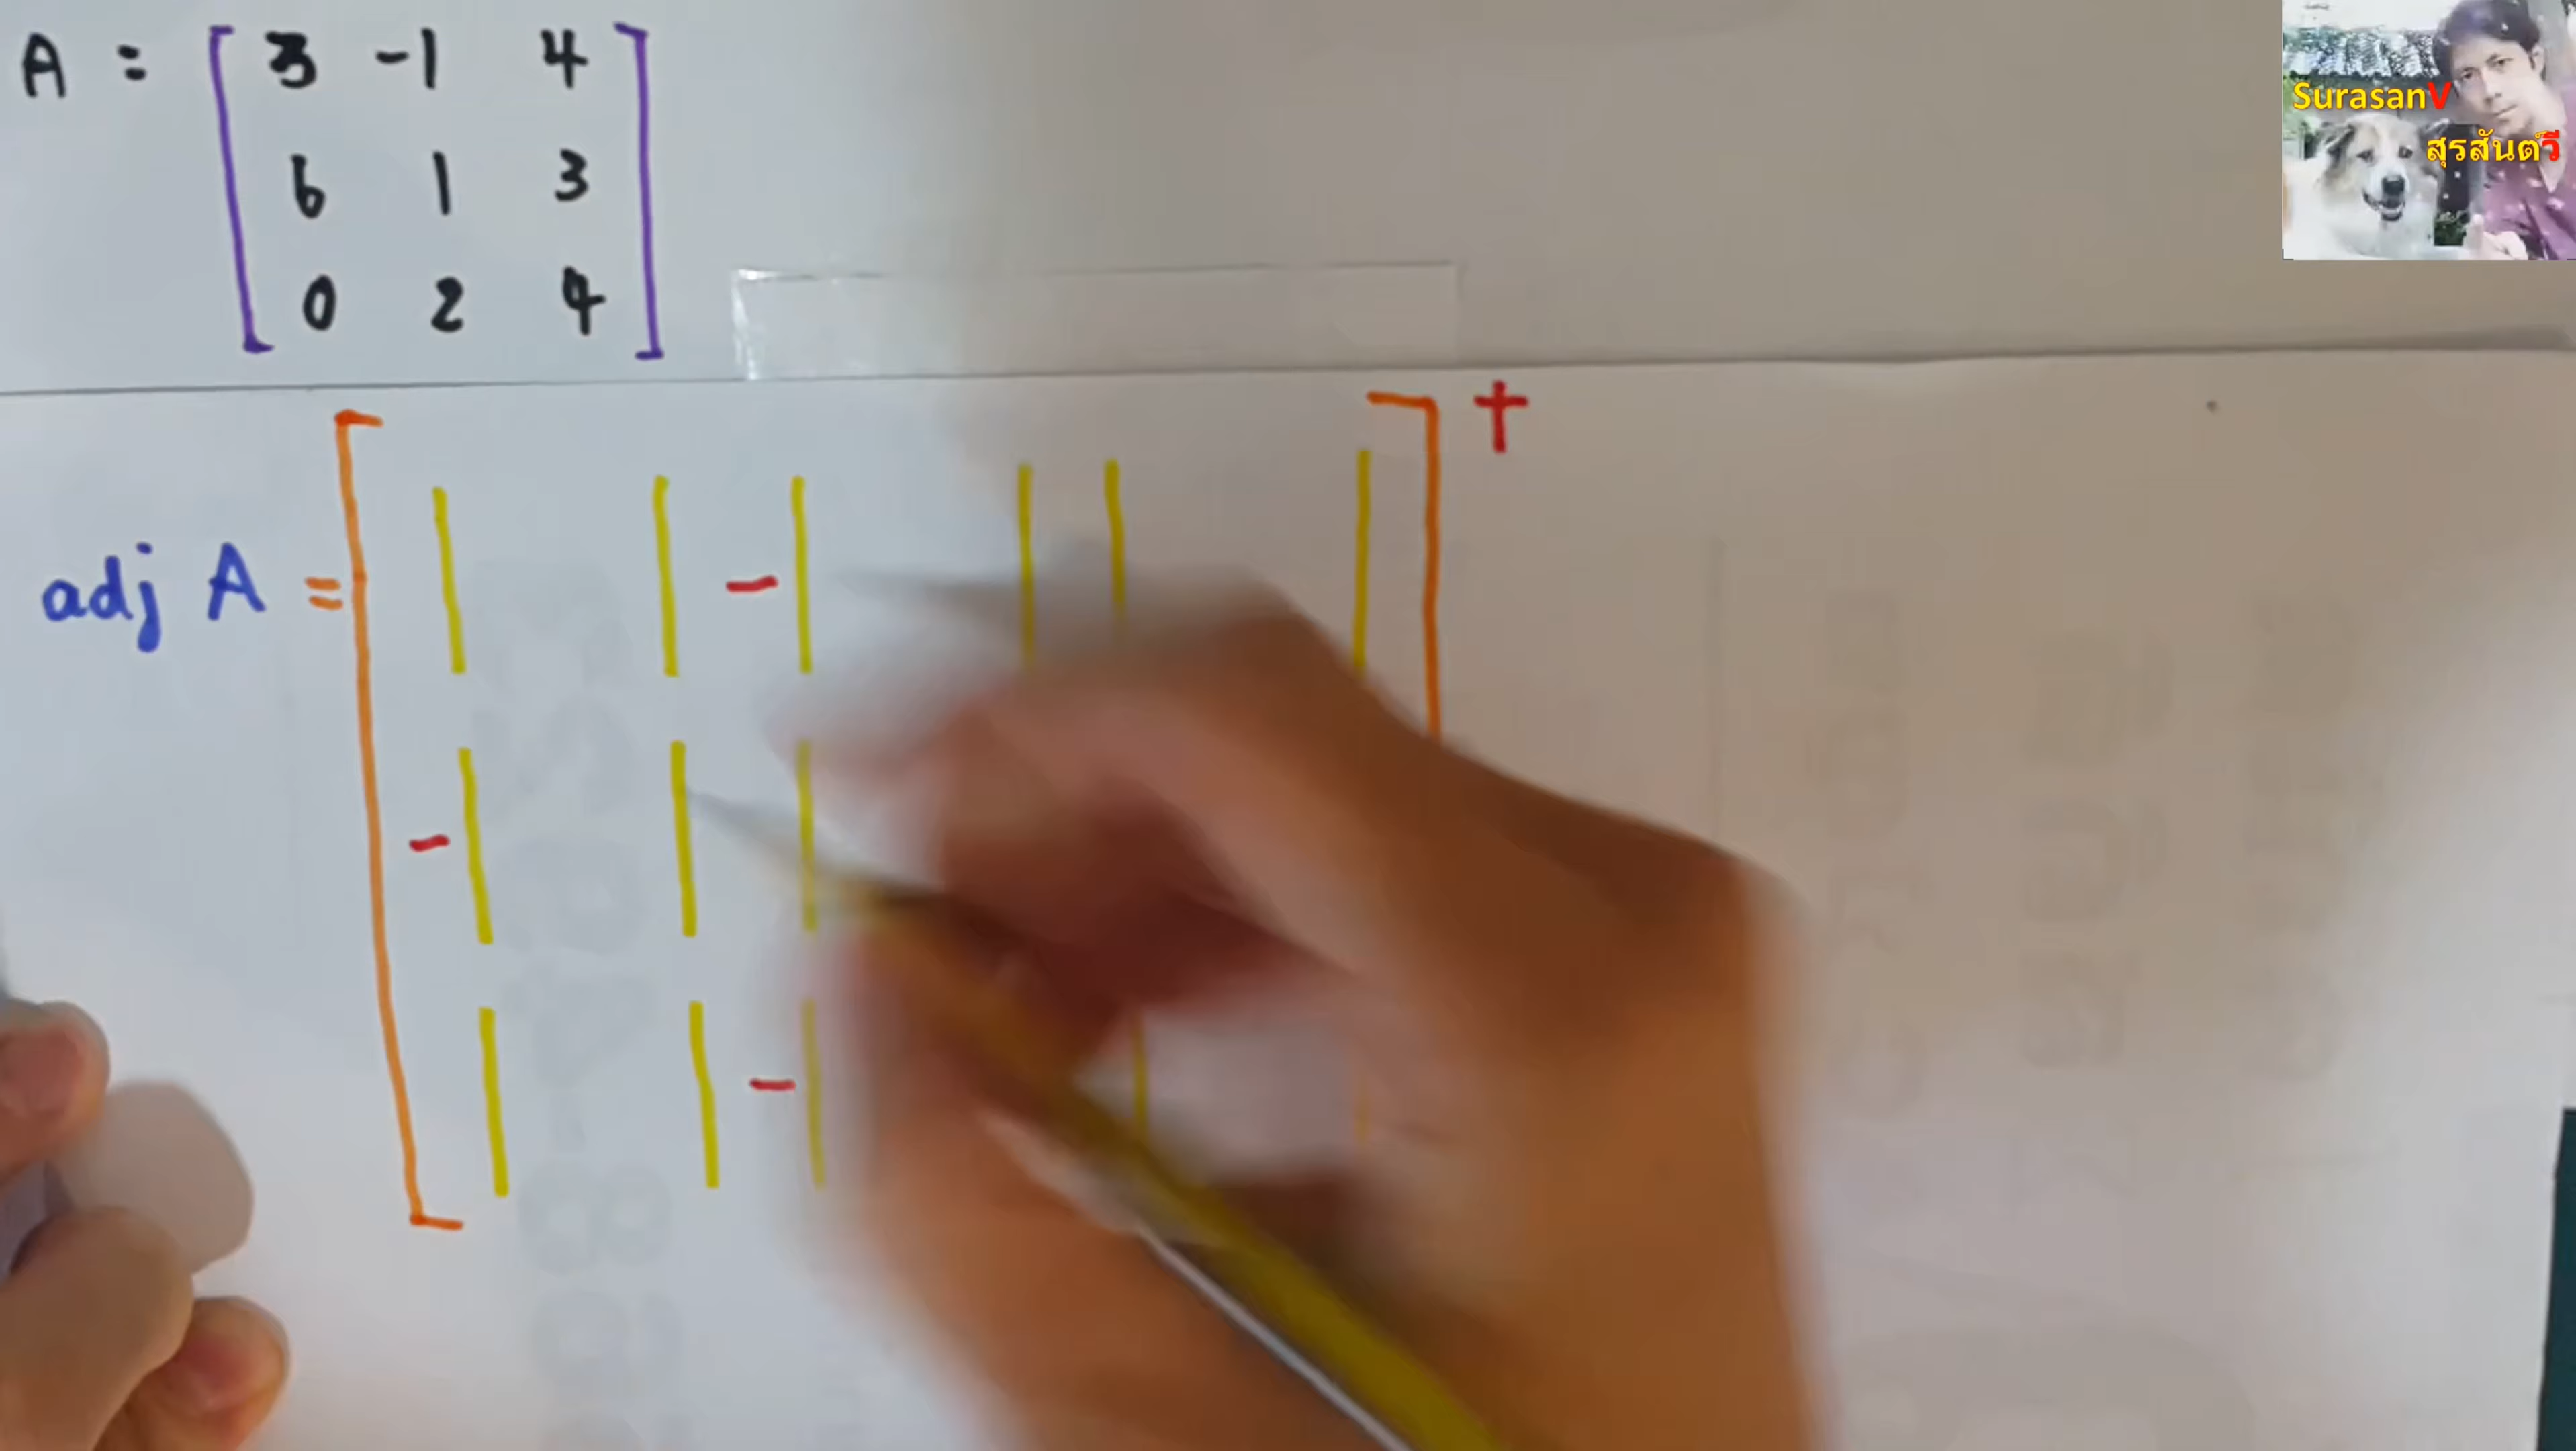 A = [ 3 -1 4
6 1 3
0 2 4 ]
SurasanV
สุรสันต์วี
adj A = [ | | - | | | | ] t
- | | |
| | - | |